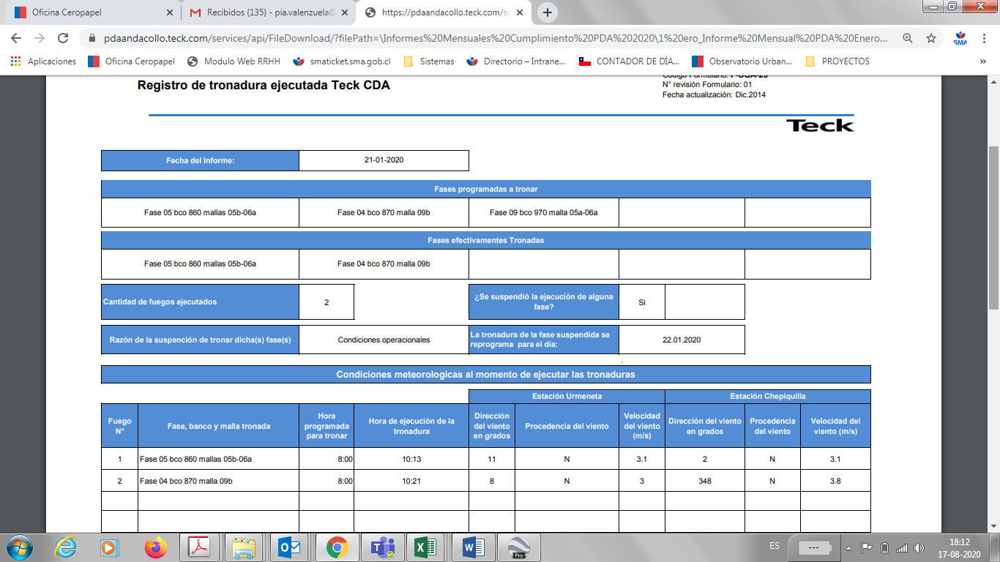 Oficina Ceropapel
Recibidos (135) - pia.valenzuela@
https://pdaandacollo.teck.com/se
pdaandacollo.teck.com/services/api/FileDownload/?filePath=\Informes%20Mensuales%20Cumplimiento%20PDA%202020\1%20ero_Informe%20Mensual%20PDA%20Enero...
SMA
Aplicaciones
Oficina Ceropapel
Modulo Web RRHH
smaticket.sma.gob.cl
Sistemas
Directorio – Intrane...
CONTADOR DE DÍA...
Observatorio Urban...
PROYECTOS
»
Registro de tronadura ejecutada Teck CDA
N° revisión Formulario: 01
Fecha actualización: Dic.2014
Teck
Fecha del Informe: 21-01-2020
Fases programadas a tronar
Fase 05 bco 860 mallas 05b-06a Fase 04 bco 870 malla 09b Fase 09 bco 970 malla 05a-06a
Fases efectivamentes Tronadas
Fase 05 bco 860 mallas 05b-06a Fase 04 bco 870 malla 09b
Cantidad de fuegos ejecutados 2 ¿Se suspendió la ejecución de alguna
fase? Si
Razón de la suspención de tronar dicha(s) fase(s) Condiciones operacionales La tronadura de la fase suspendida se
reprograma para el día: 22.01.2020
Condiciones meteorologicas al momento de ejecutar las tronaduras
Estación Urmeneta Estación Chepiquilla
Fuego
N°
Fase, banco y malla tronada
Hora
programada
para tronar
Hora de ejecución de la
tronadura
Dirección
del viento
en grados
Procedencia del viento
Velocidad
del viento
(m/s)
Dirección del viento
en grados
Procedencia
del viento
Velocidad del
viento (m/s)
1 Fase 05 bco 860 mallas 05b-06a 8:00 10:13 11 N 3.1 2 N 3.1
2 Fase 04 bco 870 malla 09b 8:00 10:21 8 N 3 348 N 3.8
Pro
ES
---
18:12
17-08-2020